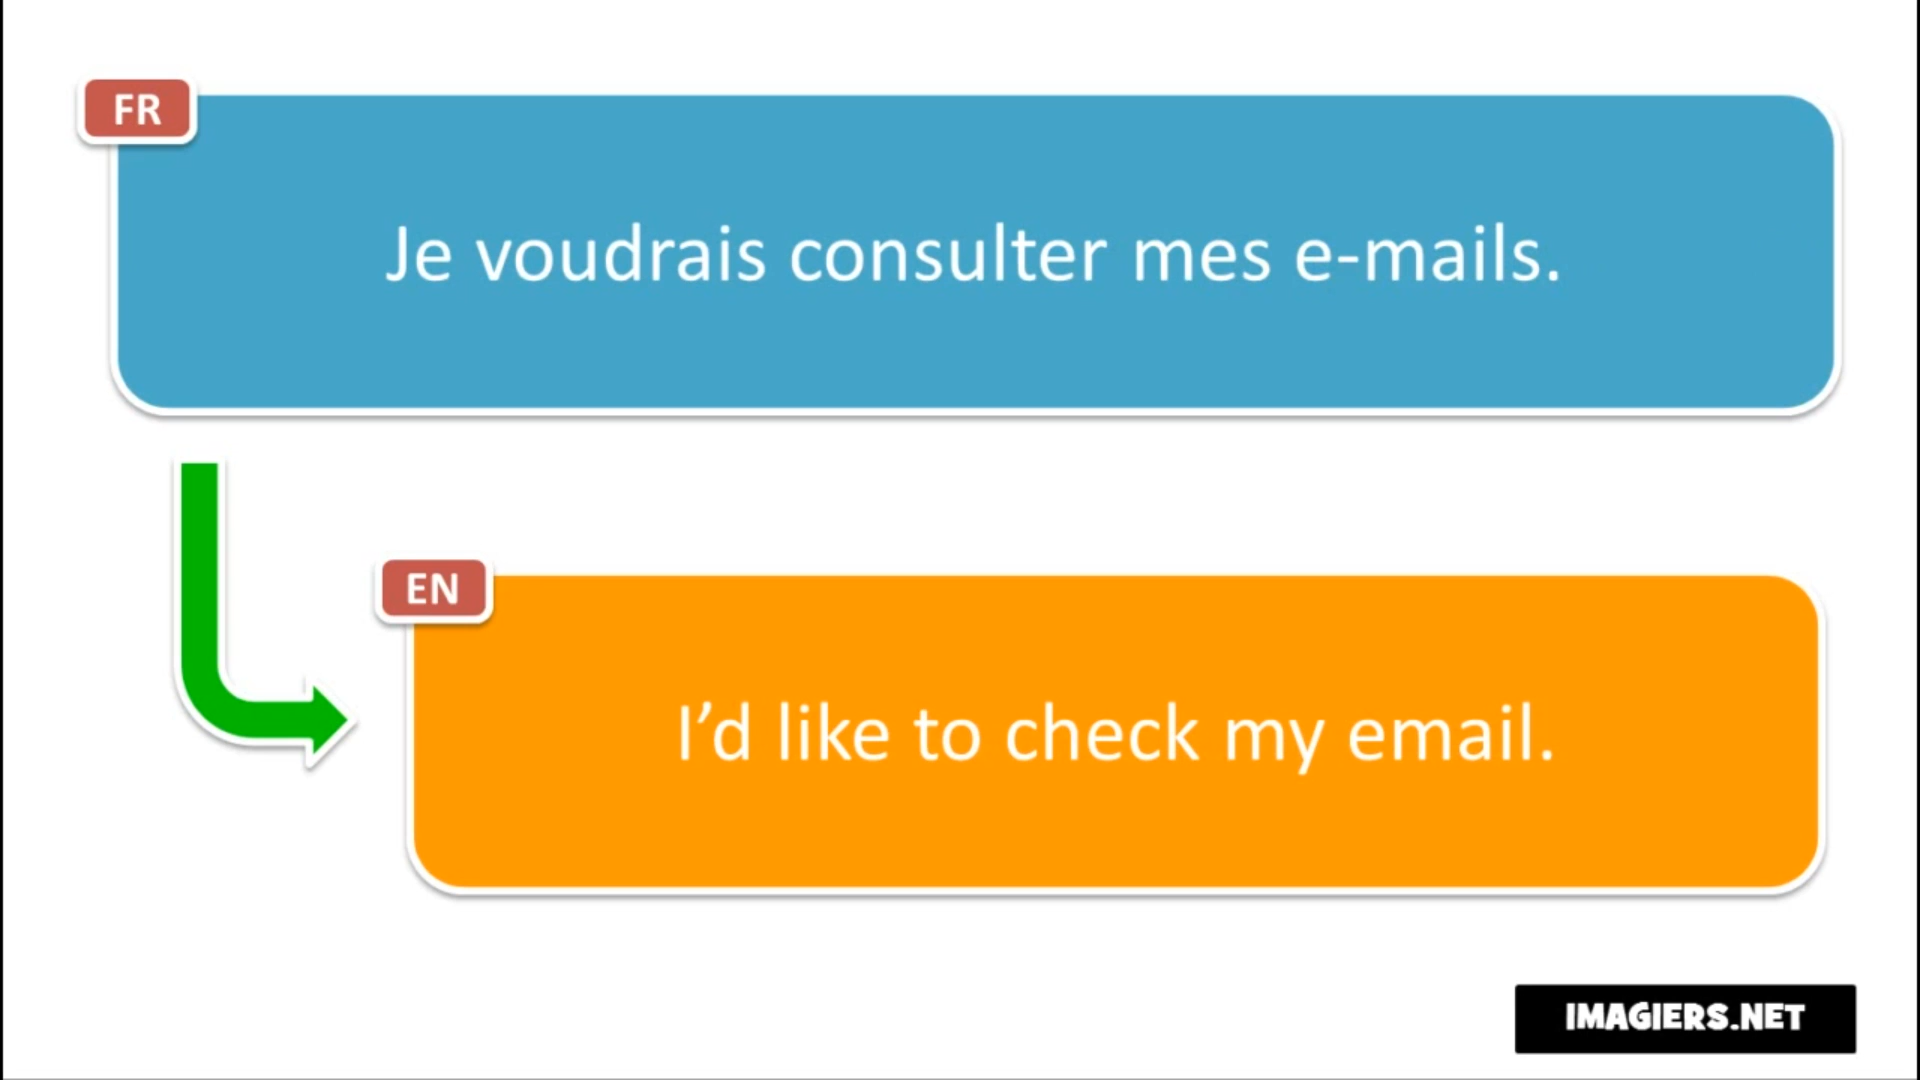 FR
Je voudrais consulter mes e-mails.
EN
I’d like to check my email.
IMAGIERS.NET